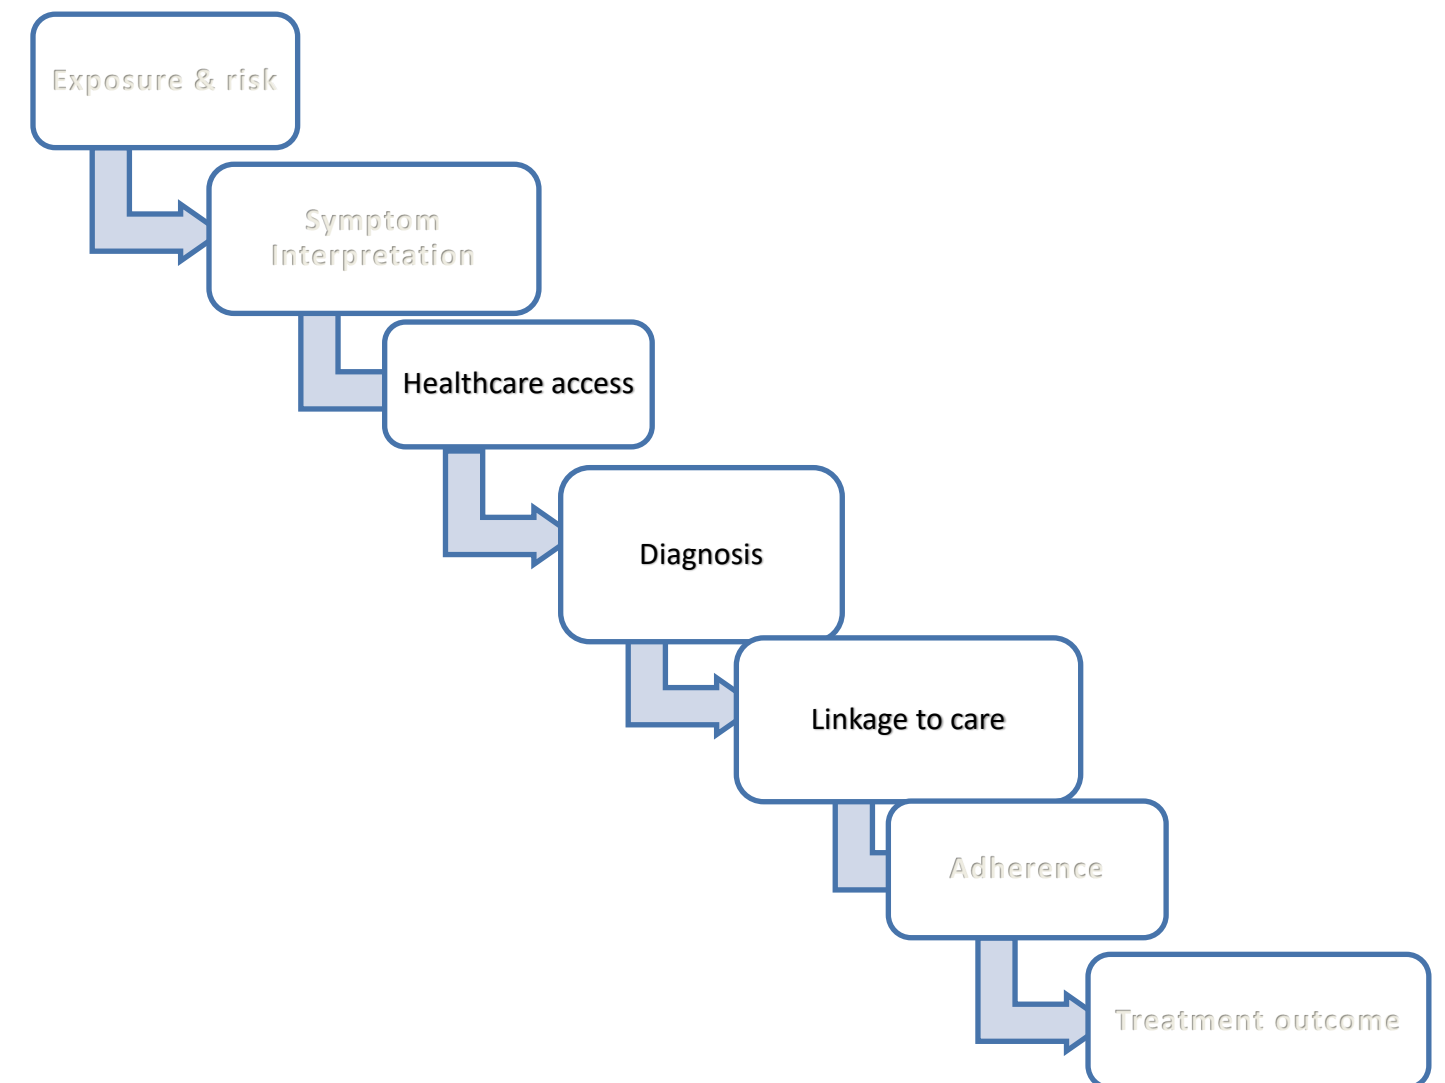 Exposure & risk
Symptom
Interpretation
Healthcare access
Diagnosis
Linkage to care
Adherence
Treatment outcome